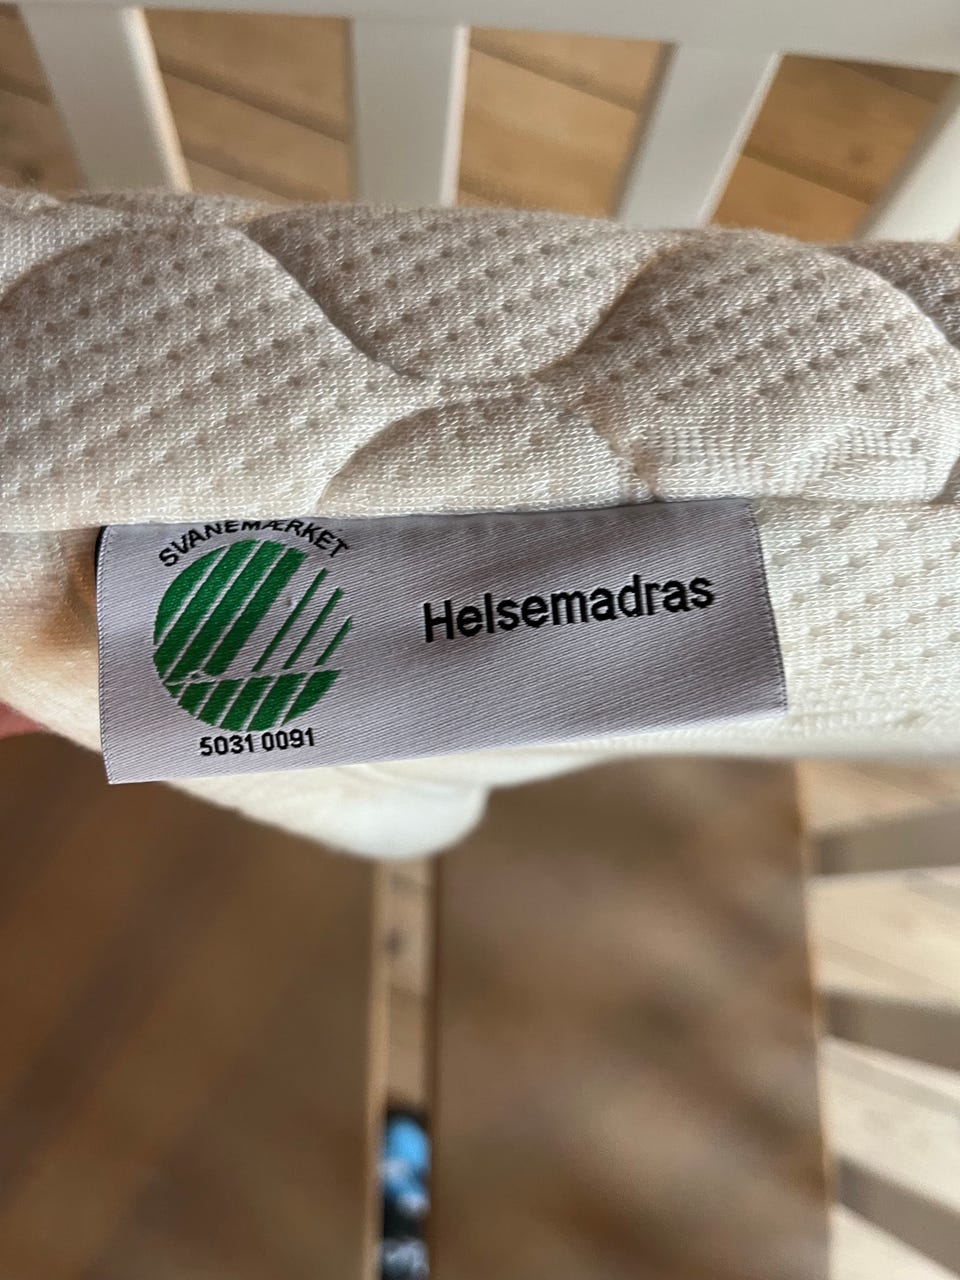 SVANEMÆRKET
Helsemadras
5031 0091